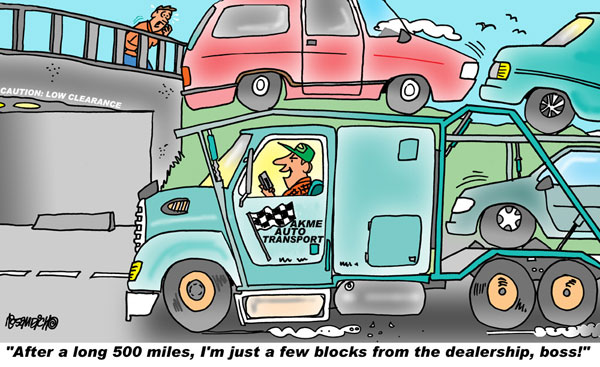 CAUTION: LOW CLEARANCE
AKME
AUTO
TRANSPORT
"After a long 500 miles, I'm just a few blocks from the dealership, boss!"